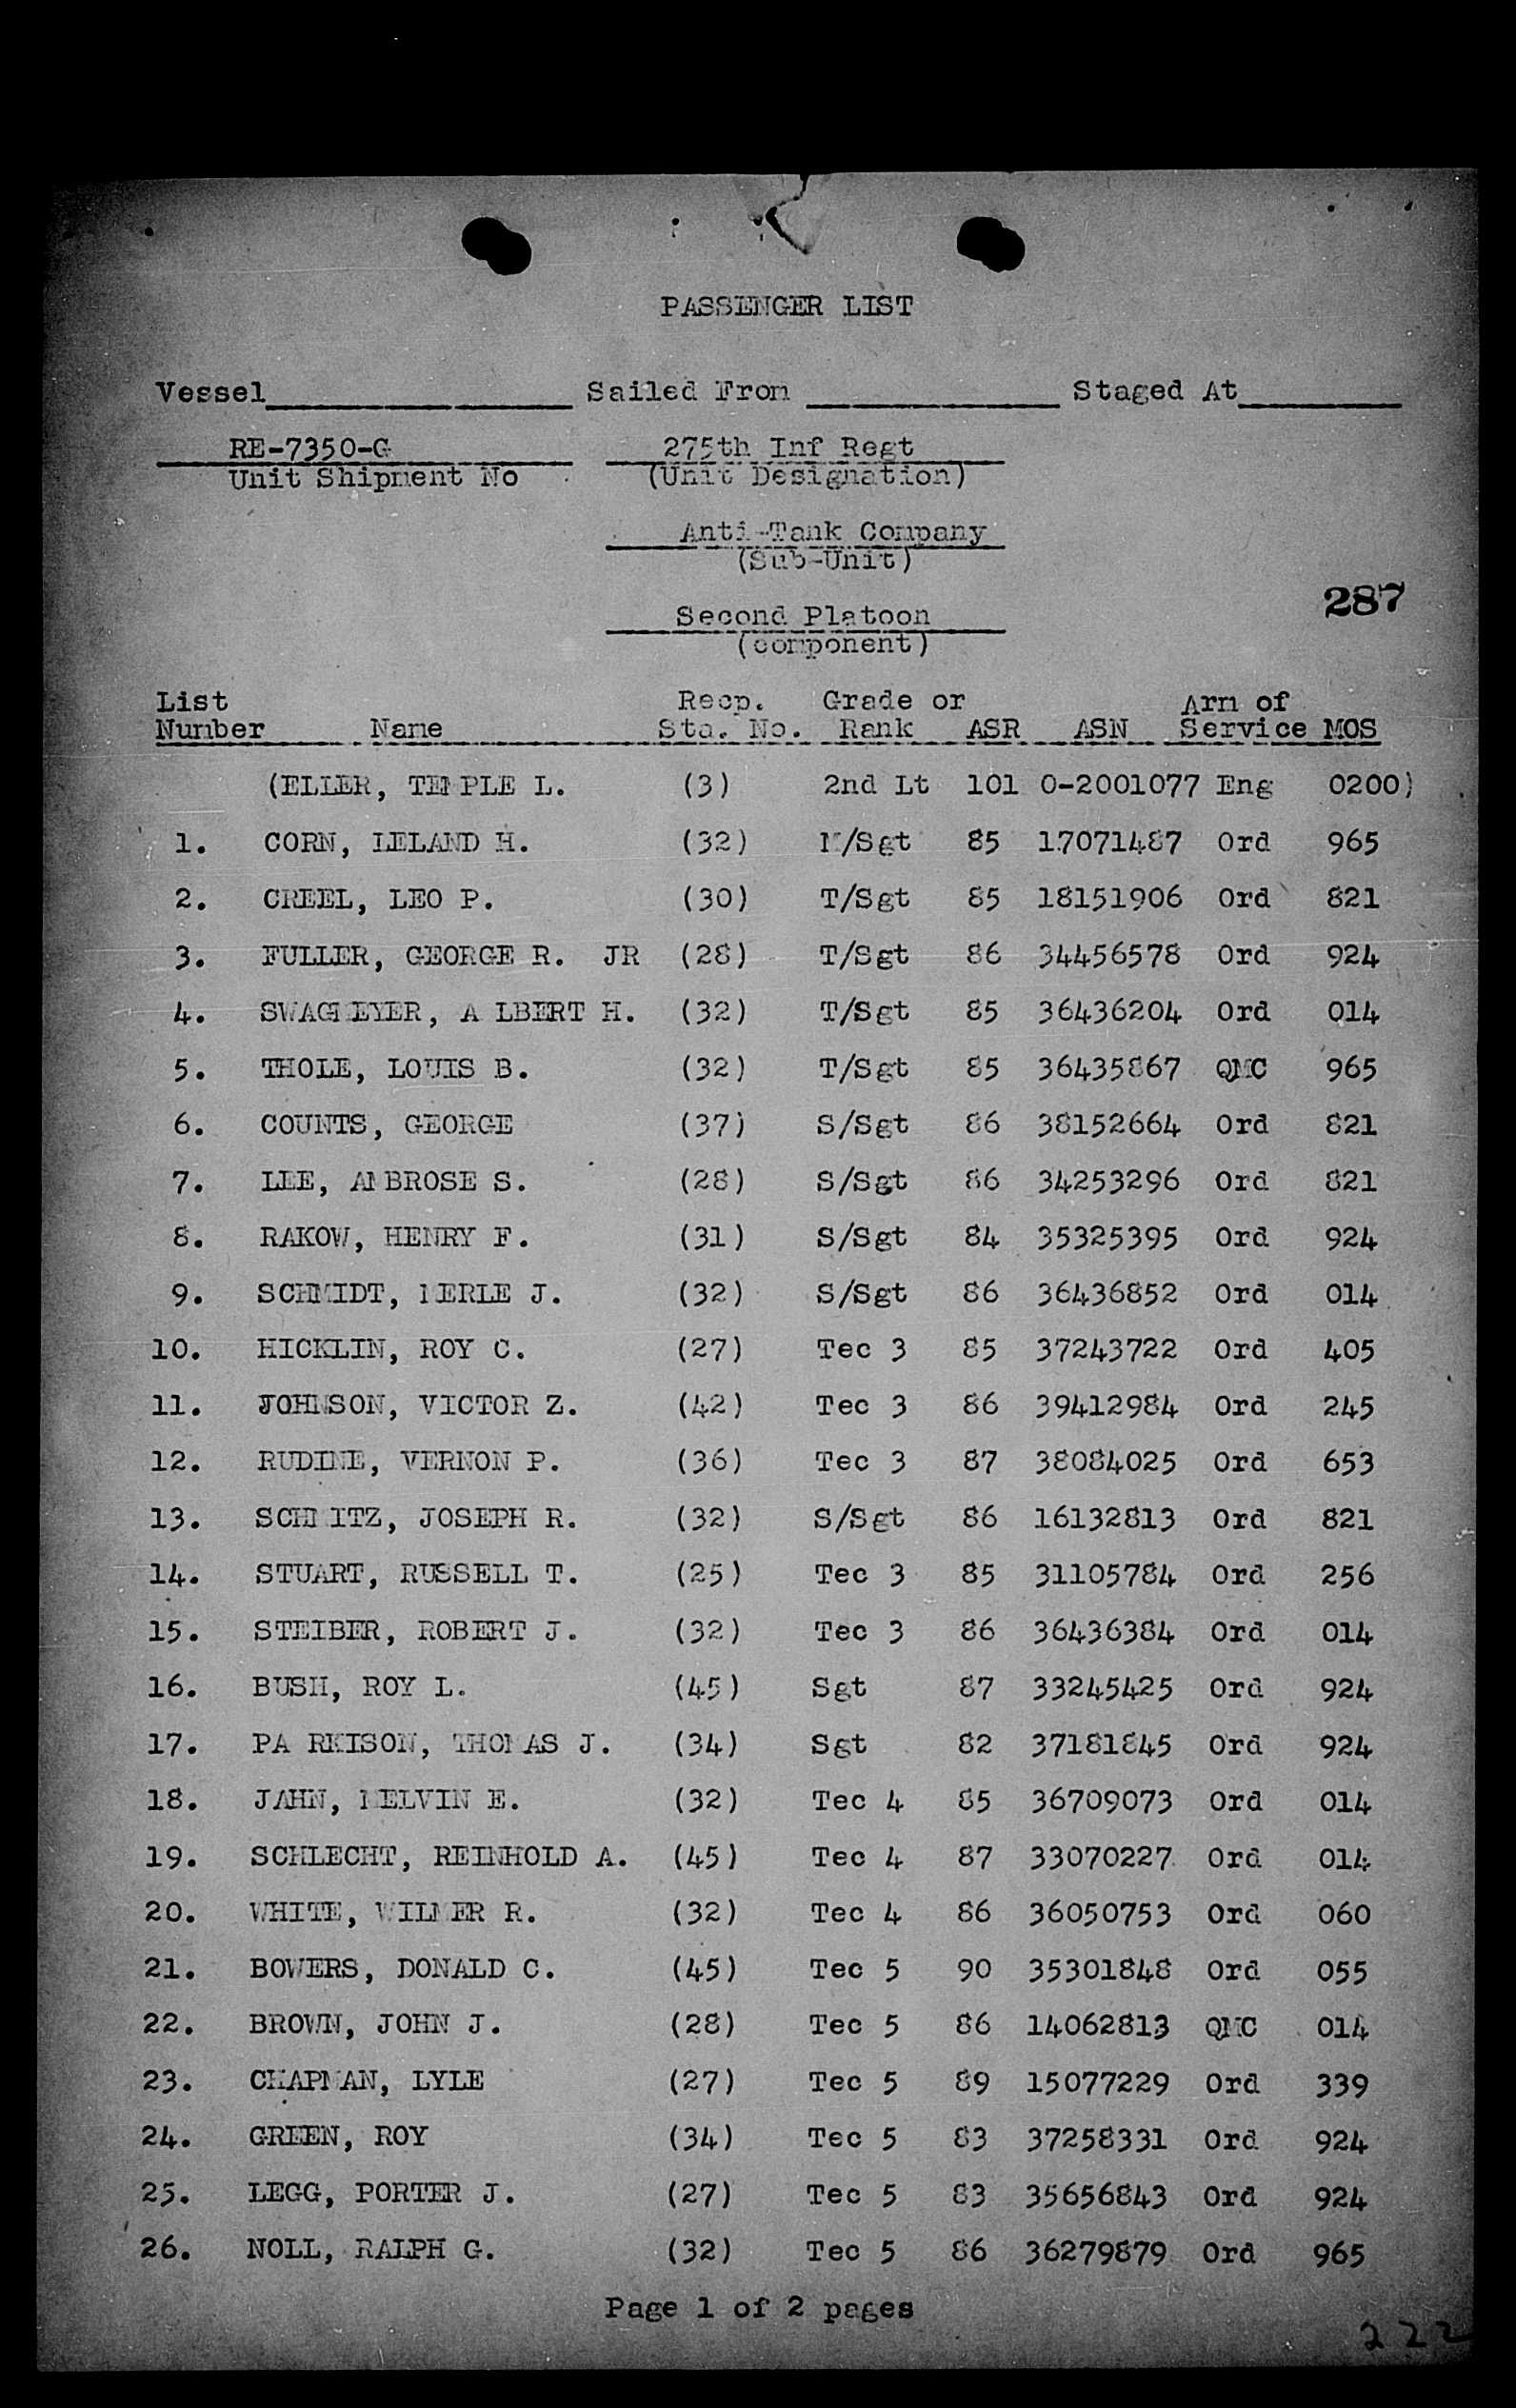 PASSENGER LIST
Vessel____________ Sailed From ____________ Staged At________
RE-7350-G 275th Inf Regt
Unit Shipment No (Unit Designation)
Anti-Tank Company
(Sub-Unit)
287
Second Platoon
(component)
List Recp. Grade or Arm of
Number Name Sta. No. Rank ASR ASN Service MOS
(ELLER, TEMPLE L. (3) 2nd Lt 101 0-2001077 Eng 0200)
1. CORN, LELAND H. (32) M/Sgt 85 17071487 Ord 965
2. CREEL, LEO P. (30) T/Sgt 85 18151906 Ord 821
3. FULLER, GEORGE R. JR (28) T/Sgt 86 34456578 Ord 924
4. SWAGMEYER, A LBERT H. (32) T/Sgt 85 36436204 Ord 014
5. THOLE, LOUIS B. (32) T/Sgt 85 36435867 QMC 965
6. COUNTS, GEORGE (37) S/Sgt 86 38152664 Ord 821
7. LEE, AMBROSE S. (28) S/Sgt 86 34253296 Ord 821
8. RAKOW, HENRY F. (31) S/Sgt 84 35325395 Ord 924
9. SCHMIDT, MERLE J. (32) S/Sgt 86 36436852 Ord 014
10. HICKLIN, ROY C. (27) Tec 3 85 37243722 Ord 405
11. JOHNSON, VICTOR Z. (42) Tec 3 86 39412984 Ord 245
12. RUDINE, VERNON P. (36) Tec 3 87 38084025 Ord 653
13. SCHMITZ, JOSEPH R. (32) S/Sgt 86 16132813 Ord 821
14. STUART, RUSSELL T. (25) Tec 3 85 31105784 Ord 256
15. STEIBER, ROBERT J. (32) Tec 3 86 36436384 Ord 014
16. BUSH, ROY L. (45) Sgt 87 33245425 Ord 924
17. PA RKISON, THOMAS J. (34) Sgt 82 37181845 Ord 924
18. JAHN, MELVIN E. (32) Tec 4 85 36709073 Ord 014
19. SCHLECHT, REINHOLD A. (45) Tec 4 87 33070227 Ord 014
20. WHITE, WILMER R. (32) Tec 4 86 36050753 Ord 060
21. BOWERS, DONALD C. (45) Tec 5 90 35301848 Ord 055
22. BROWN, JOHN J. (28) Tec 5 86 14062813 QMC 014
23. CHAPMAN, LYLE (27) Tec 5 89 15077229 Ord 339
24. GREEN, ROY (34) Tec 5 83 37258331 Ord 924
25. LEGG, PORTER J. (27) Tec 5 83 35656843 Ord 924
26. NOLL, RALPH G. (32) Tec 5 86 36279879 Ord 965
Page 1 of 2 pages
222